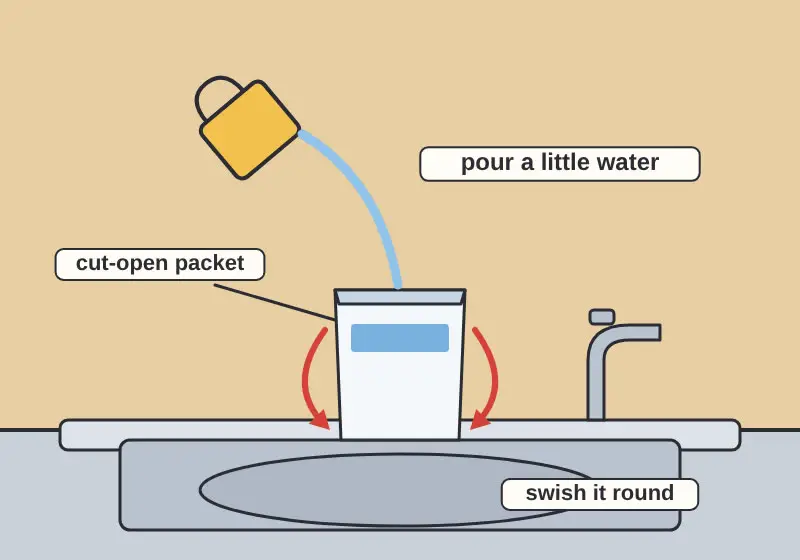 pour a little water
cut-open packet
swish it round